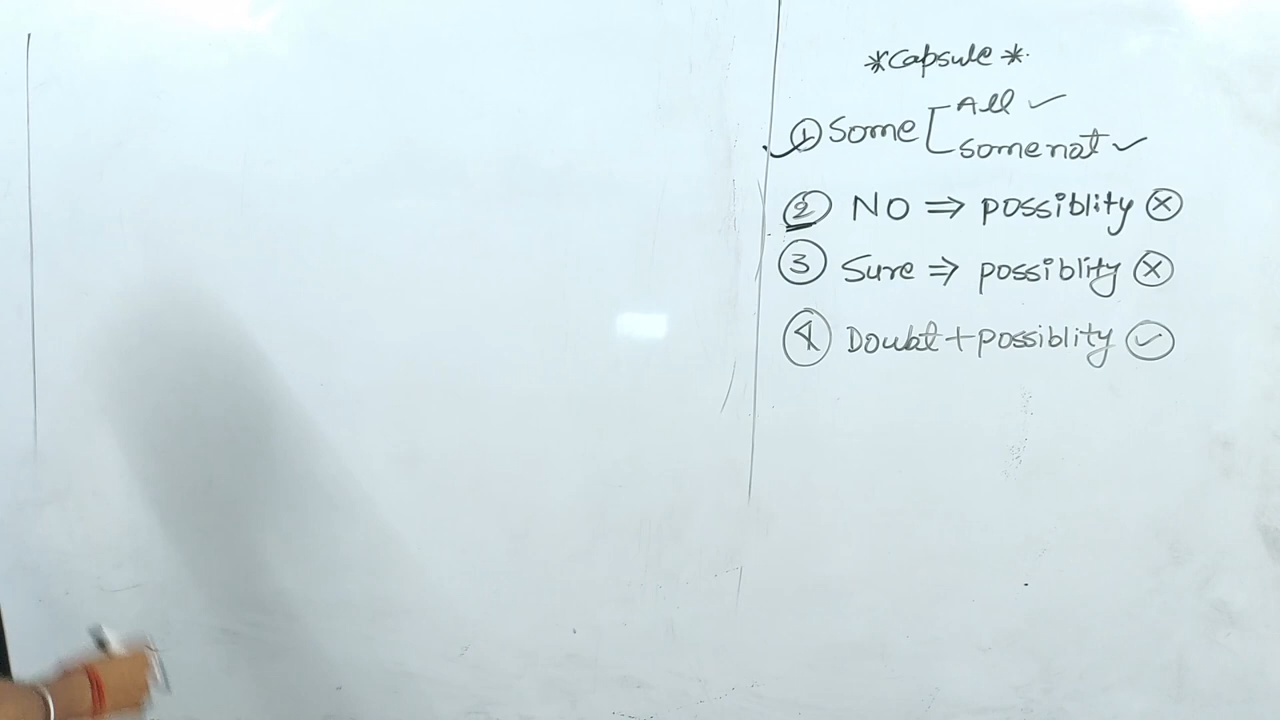 *Capsule*
① Some [ All ✓
some not ✓
② NO ⇒ possiblity ⓧ
③ Sure ⇒ possiblity ⓧ
④ Doubt + possiblity ✓